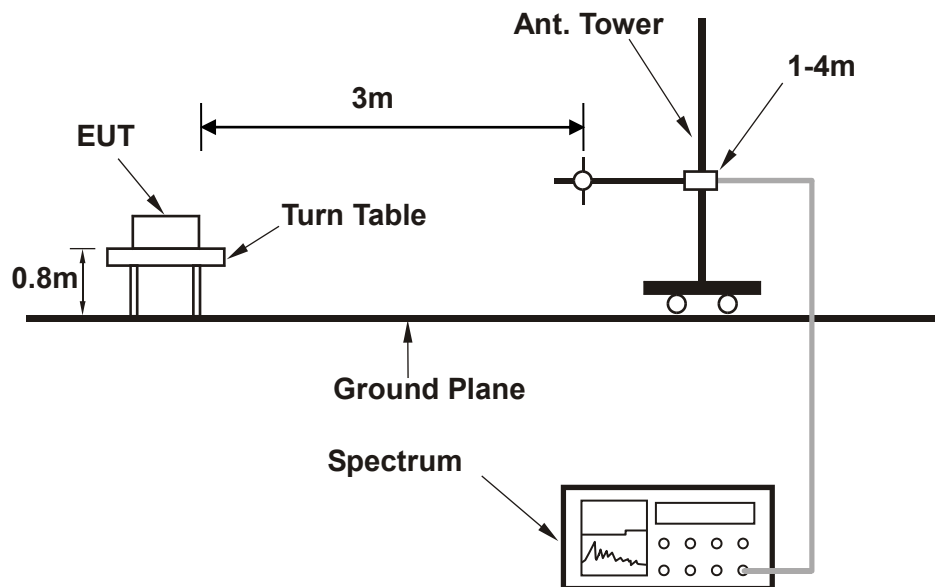 Ant. Tower
1-4m
3m
EUT
Turn Table
0.8m
Ground Plane
Spectrum